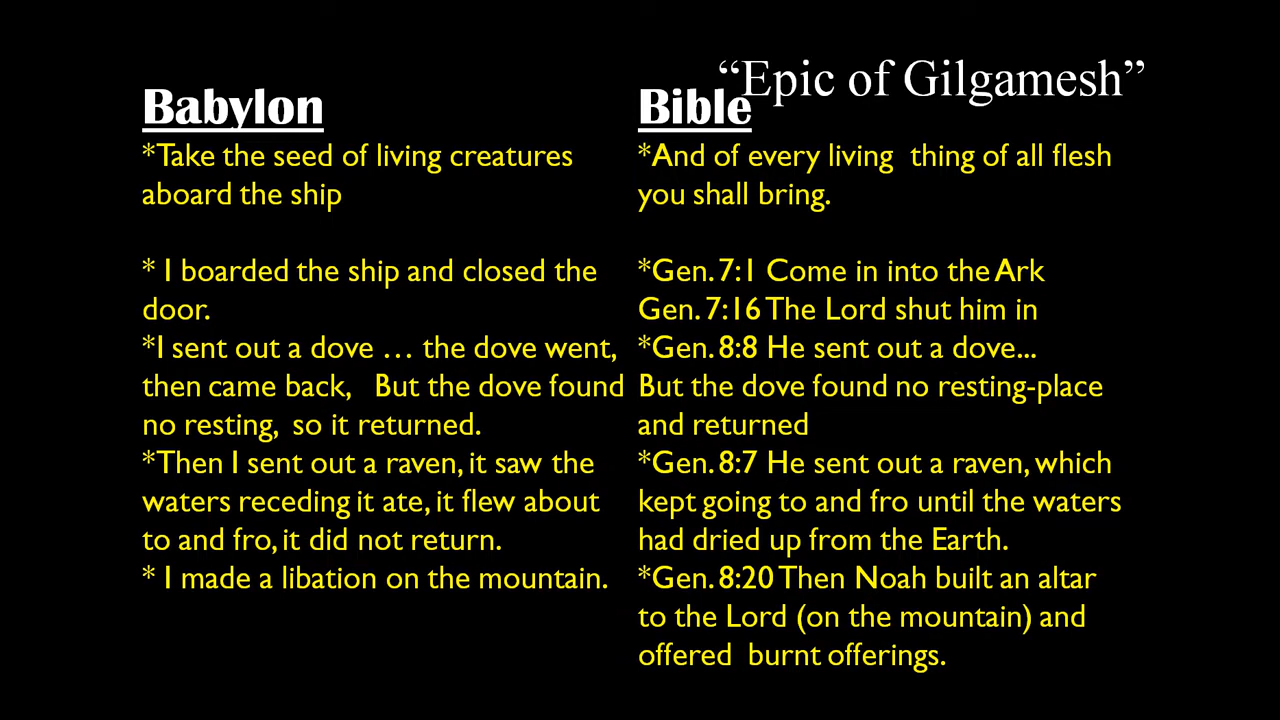 “Epic of Gilgamesh”
Babylon
*Take the seed of living creatures
aboard the ship
* I boarded the ship and closed the
door.
*I sent out a dove … the dove went,
then came back, But the dove found
no resting, so it returned.
*Then I sent out a raven, it saw the
waters receding it ate, it flew about
to and fro, it did not return.
* I made a libation on the mountain.
Bible
*And of every living thing of all flesh
you shall bring.
*Gen. 7:1 Come in into the Ark
Gen. 7:16 The Lord shut him in
*Gen. 8:8 He sent out a dove...
But the dove found no resting-place
and returned
*Gen. 8:7 He sent out a raven, which
kept going to and fro until the waters
had dried up from the Earth.
*Gen. 8:20 Then Noah built an altar
to the Lord (on the mountain) and
offered burnt offerings.